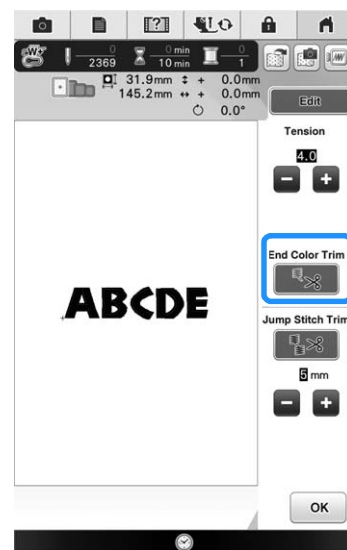 [?]
+W+
0
2369
0 min
10 min
0
1
31.9mm + 0.0mm
145.2mm + 0.0mm
0.0°
Edit
Tension
4.0
− +
End Color Trim
ABCDE
Jump Stitch Trim
5 mm
− +
OK